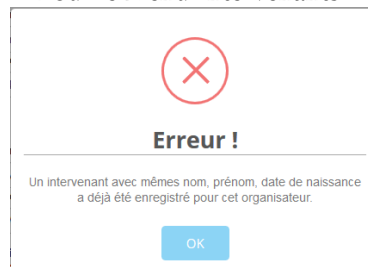 Erreur !
Un intervenant avec mêmes nom, prénom, date de naissance
a déjà été enregistré pour cet organisateur.
OK